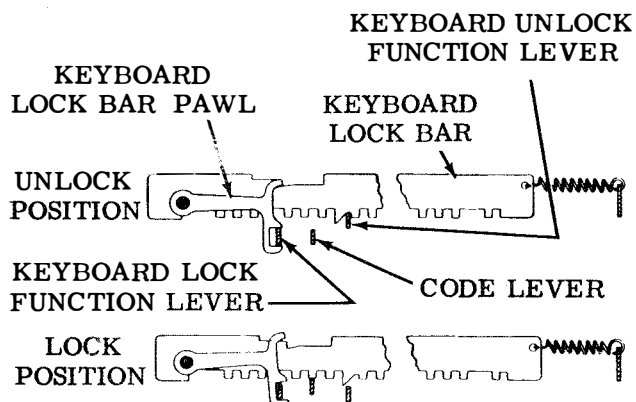 KEYBOARD UNLOCK
FUNCTION LEVER
KEYBOARD
LOCK BAR PAWL
KEYBOARD
LOCK BAR
UNLOCK
POSITION
KEYBOARD LOCK
FUNCTION LEVER
CODE LEVER
LOCK
POSITION